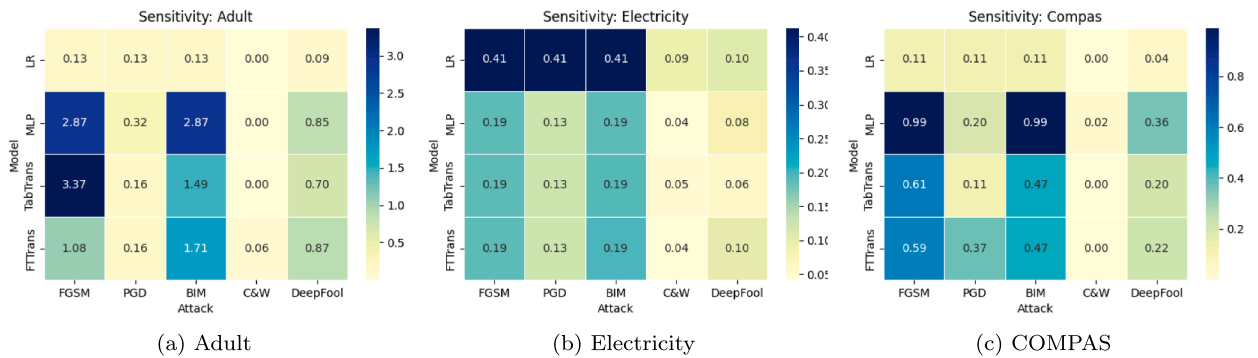 Sensitivity: Adult
LR 0.13 0.13 0.13 0.00 0.09
MLP 2.87 0.32 2.87 0.00 0.85
TabTrans 3.37 0.16 1.49 0.00 0.70
FTTrans 1.08 0.16 1.71 0.06 0.87
Model
FGSM PGD BIM C&W DeepFool
Attack
3.0
2.5
2.0
1.5
1.0
0.5
(a) Adult
Sensitivity: Electricity
LR 0.41 0.41 0.41 0.09 0.10
MLP 0.19 0.13 0.19 0.04 0.08
TabTrans 0.19 0.13 0.19 0.05 0.06
FTTrans 0.19 0.13 0.19 0.04 0.10
Model
FGSM PGD BIM C&W DeepFool
Attack
0.40
0.35
0.30
0.25
0.20
0.15
0.10
0.05
(b) Electricity
Sensitivity: Compas
LR 0.11 0.11 0.11 0.00 0.04
MLP 0.99 0.20 0.99 0.02 0.36
TabTrans 0.61 0.11 0.47 0.00 0.20
FTTrans 0.59 0.37 0.47 0.00 0.22
Model
FGSM PGD BIM C&W DeepFool
Attack
0.8
0.6
0.4
0.2
(c) COMPAS